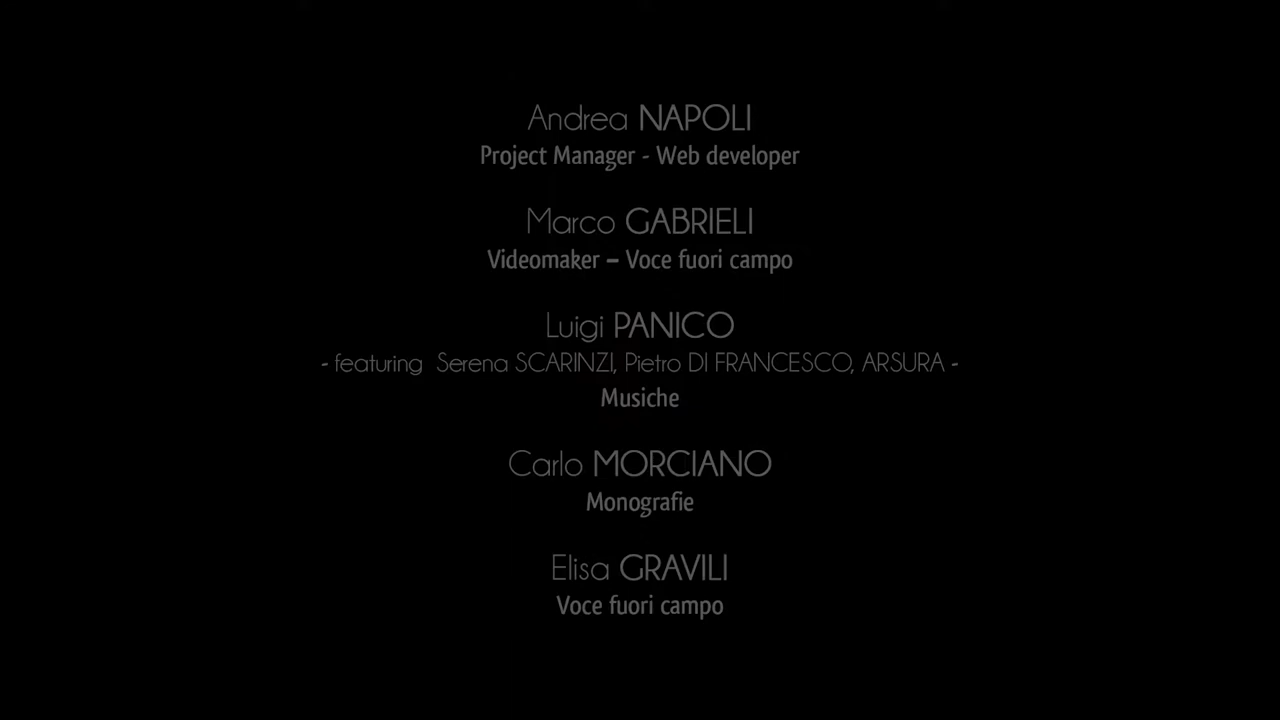 Andrea NAPOLI
Project Manager - Web developer
Marco GABRIELI
Videomaker – Voce fuori campo
Luigi PANICO
- featuring  Serena SCARINZI, Pietro DI FRANCESCO, ARSURA -
Musiche
Carlo MORCIANO
Monografie
Elisa GRAVILI
Voce fuori campo